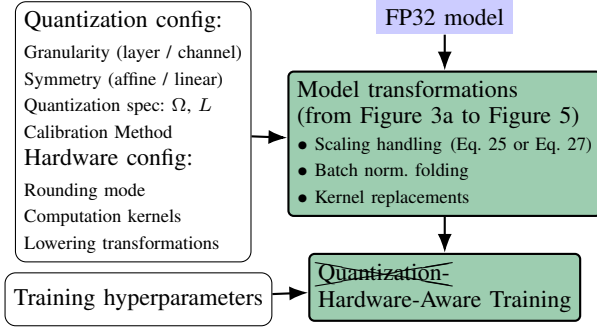 Quantization config:
Granularity (layer / channel)
Symmetry (affine / linear)
Quantization spec: Ω, L
Calibration Method
Hardware config:
Rounding mode
Computation kernels
Lowering transformations
FP32 model
Model transformations
(from Figure 3a to Figure 5)
• Scaling handling (Eq. 25 or Eq. 27)
• Batch norm. folding
• Kernel replacements
Training hyperparameters
Quantization-
Hardware-Aware Training